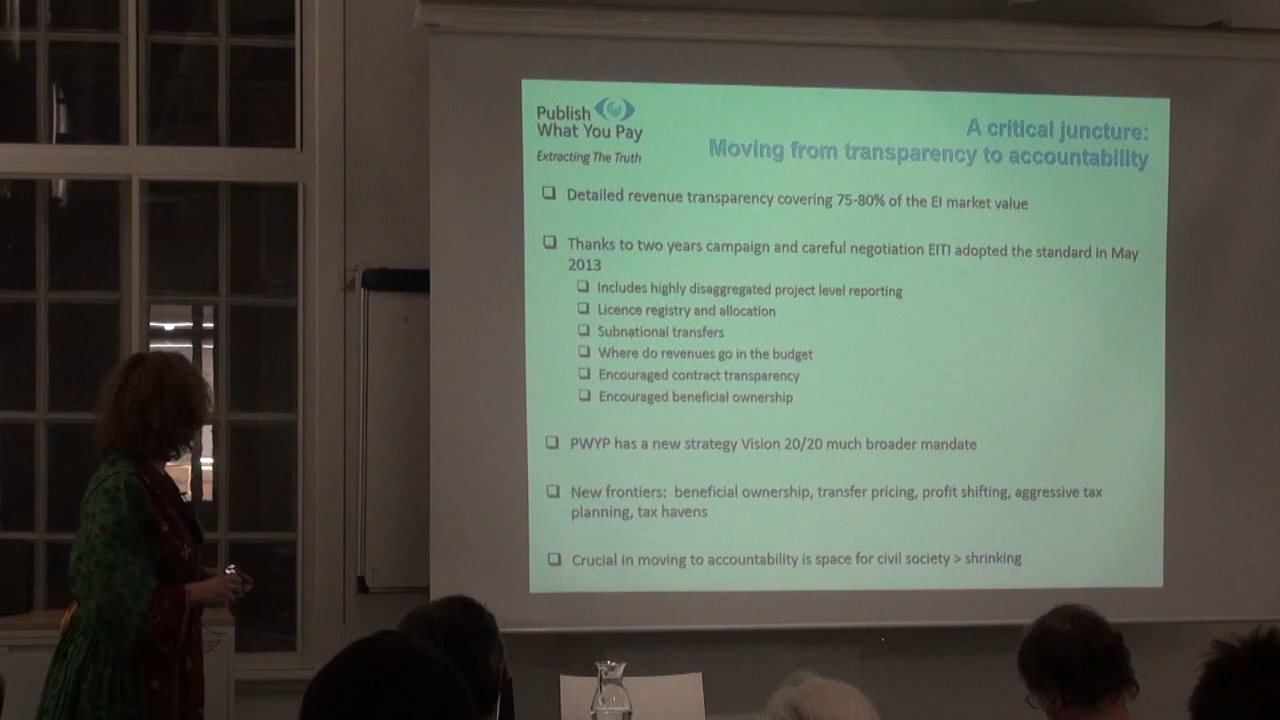 Publish
What You Pay
Extracting The Truth
A critical juncture:
Moving from transparency to accountability
Detailed revenue transparency covering 75-80% of the EI market value
Thanks to two years campaign and careful negotiation EITI adopted the standard in May
2013
Includes highly disaggregated project level reporting
Licence registry and allocation
Subnational transfers
Where do revenues go in the budget
Encouraged contract transparency
Encouraged beneficial ownership
PWYP has a new strategy Vision 20/20 much broader mandate
New frontiers: beneficial ownership, transfer pricing, profit shifting, aggressive tax
planning, tax havens
Crucial in moving to accountability is space for civil society > shrinking